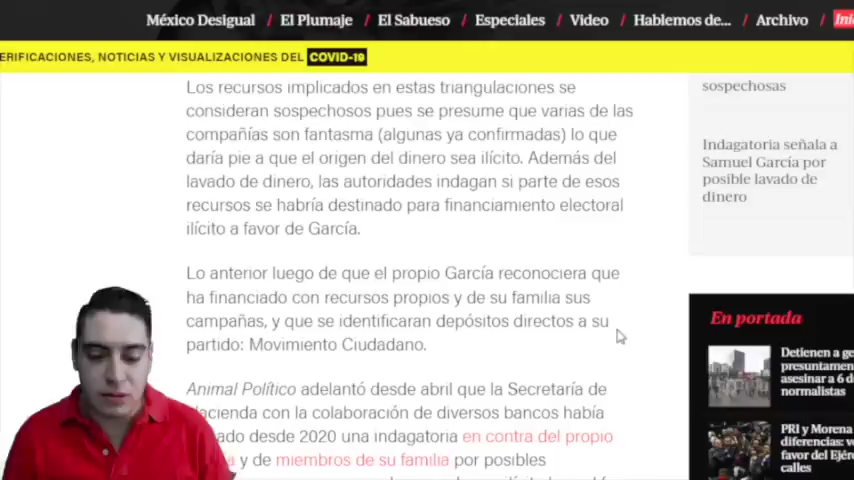 México Desigual / El Plumaje / El Sabueso / Especiales / Video / Hablemos de... / Archivo /
ERIFICACIONES, NOTICIAS Y VISUALIZACIONES DEL COVID-19
Los recursos implicados en estas triangulaciones se
consideran sospechosos pues se presume que varias de las
compañías son fantasma (algunas ya confirmadas) lo que
daría pie a que el origen del dinero sea ilícito. Además del
lavado de dinero, las autoridades indagan si parte de esos
recursos se habría destinado para financiamiento electoral
ilícito a favor de García.
Lo anterior luego de que el propio García reconociera que
ha financiado con recursos propios y de su familia sus
campañas, y que se identificaran depósitos directos a su
partido: Movimiento Ciudadano.
Animal Político adelantó desde abril que la Secretaría de
acienda con la colaboración de diversos bancos había
ado desde 2020 una indagatoria en contra del propio
a y de miembros de su familia por posibles
sospechosas
Indagatoria señala a
Samuel García por
posible lavado de
dinero
En portada
Detienen a ge
presuntamen
asesinar a 6 d
normalistas
PRI y Morena
diferencias: v
favor del Ejér
calles